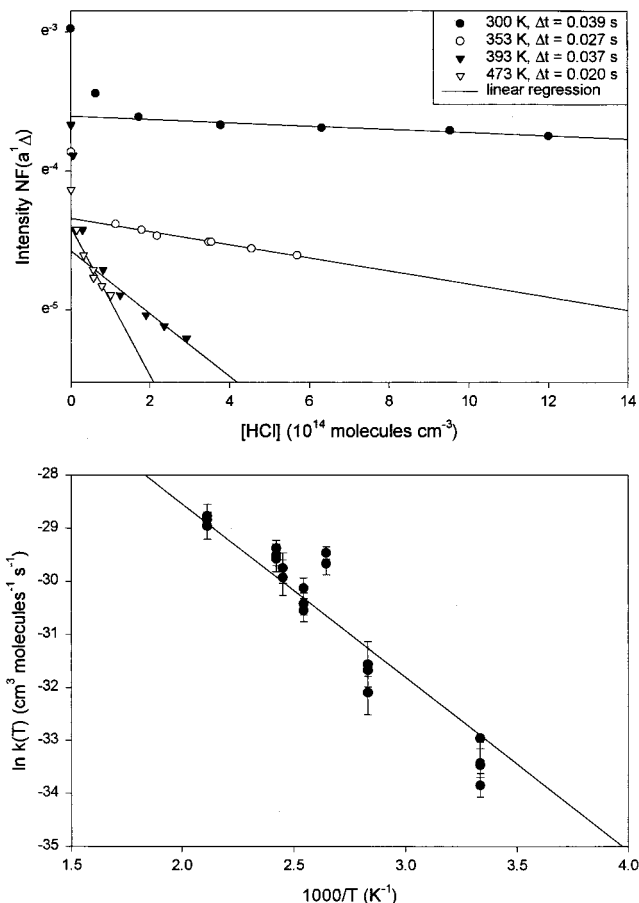 300 K, Δt = 0.039 s
353 K, Δt = 0.027 s
393 K, Δt = 0.037 s
473 K, Δt = 0.020 s
linear regression
Intensity NF(a¹Δ)
e⁻³
e⁻⁴
e⁻⁵
0 2 4 6 8 10 12 14
[HCl] (10¹⁴ molecules cm⁻³)
ln k(T) (cm³ molecules⁻¹ s⁻¹)
-28
-29
-30
-31
-32
-33
-34
-35
1.5 2.0 2.5 3.0 3.5 4.0
1000/T (K⁻¹)